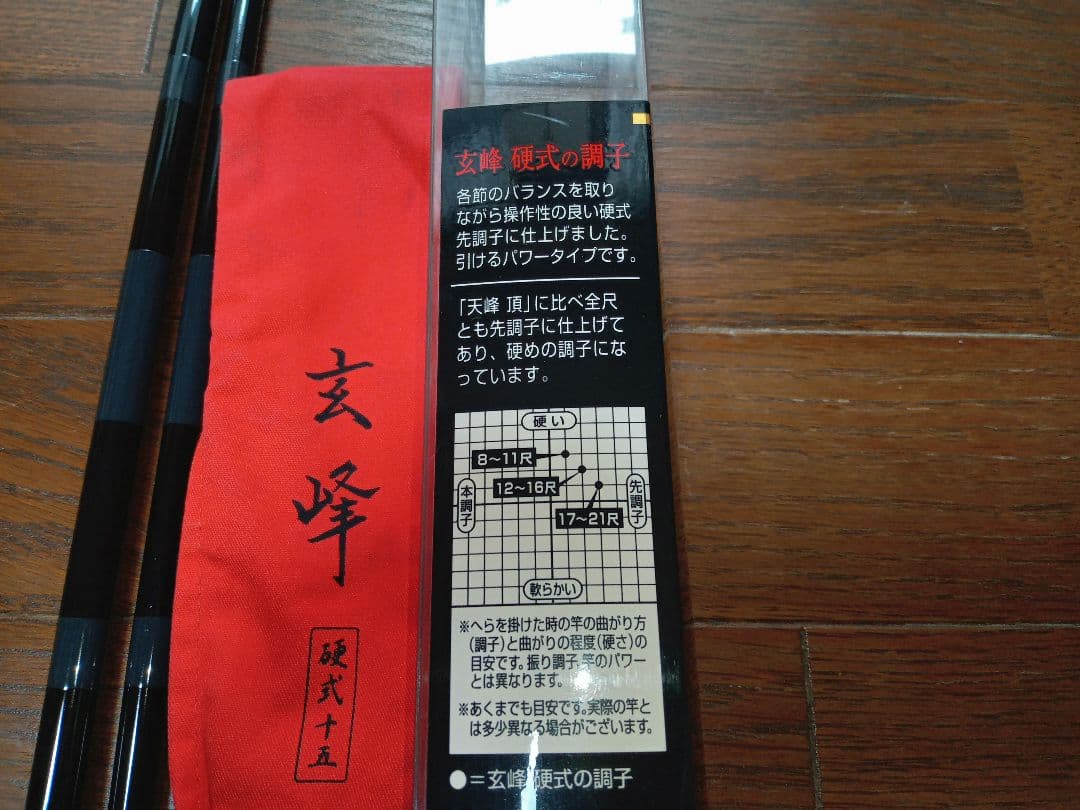 玄峰
硬式十五
玄峰 硬式の調子
各節のバランスを取り
ながら操作性の良い硬式
先調子に仕上げました。
引けるパワータイプです。
「天峰 頂」に比べ全尺
とも先調子に仕上げて
あり、硬めの調子にな
っています。
硬い
8〜11尺
12〜16尺
本調子
先調子
17〜21尺
軟らかい
※へらを掛けた時の竿の曲がり方
(調子)と曲がりの程度(硬さ)の
目安です。振り調子、竿のパワー
とは異なります。
※あくまでも目安です。実際の竿と
は多少異なる場合がございます。
●=玄峰 硬式の調子